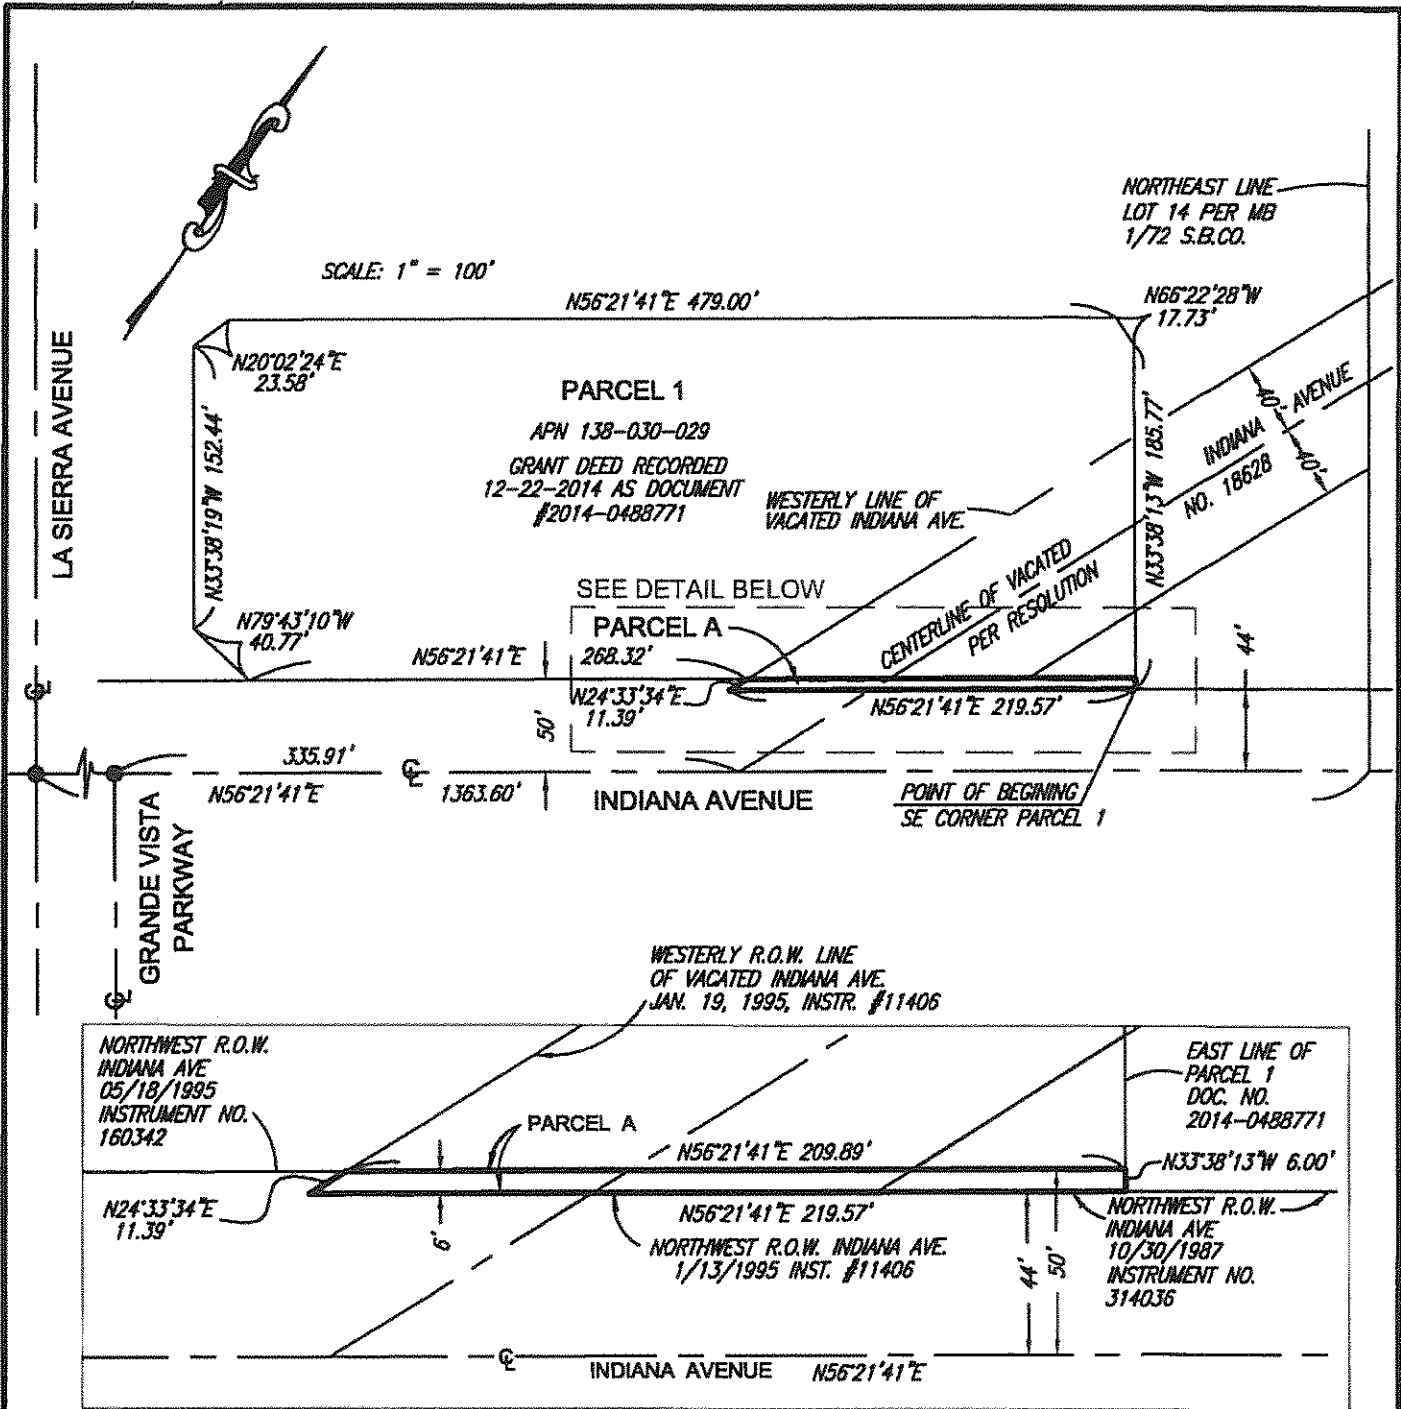 NORTHEAST LINE
LOT 14 PER MB
1/72 S.B.CO.
SCALE: 1" = 100'
N56°21'41"E 479.00'
N66°22'28"W
17.73'
N20°02'24"E
23.58'
LA SIERRA AVENUE
PARCEL 1
APN 138-030-029
GRANT DEED RECORDED
12-22-2014 AS DOCUMENT
#2014-0488771
N33°38'19"W 152.44'
WESTERLY LINE OF
VACATED INDIANA AVE.
N33°38'13"W 185.77'
40'
40'
INDIANA AVENUE
NO. 18628
CENTERLINE OF VACATED
PER RESOLUTION
SEE DETAIL BELOW
PARCEL A
N79°43'10"W
40.77'
N56°21'41"E
268.32'
N24°33'34"E
11.39'
N56°21'41"E 219.57'
44'
50'
335.91'
N56°21'41"E
1363.60'
INDIANA AVENUE
POINT OF BEGINING
SE CORNER PARCEL 1
GRANDE VISTA
PARKWAY
WESTERLY R.O.W. LINE
OF VACATED INDIANA AVE.
JAN. 19, 1995, INSTR. #11406
NORTHWEST R.O.W.
INDIANA AVE
05/18/1995
INSTRUMENT NO.
160342
EAST LINE OF
PARCEL 1
DOC. NO.
2014-0488771
PARCEL A
N56°21'41"E 209.89'
N33°38'13"W 6.00'
N24°33'34"E
11.39'
6'
N56°21'41"E 219.57'
NORTHWEST R.O.W. INDIANA AVE.
1/13/1995 INST. #11406
44'
50'
NORTHWEST R.O.W.
INDIANA AVE
10/30/1987
INSTRUMENT NO.
314036
INDIANA AVENUE N56°21'41"E